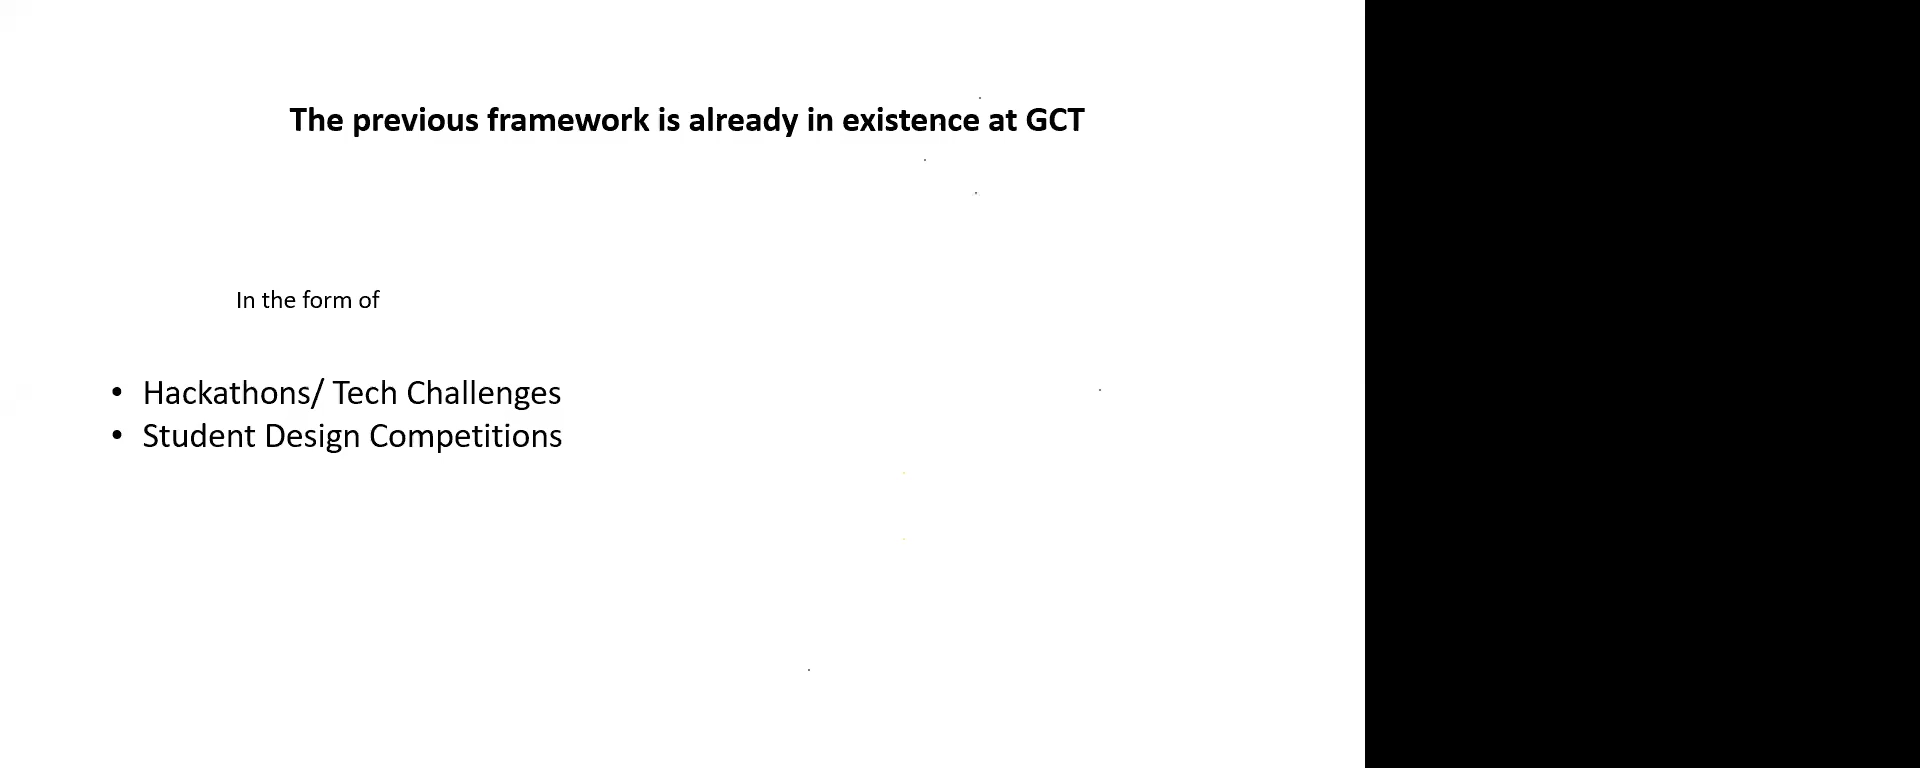 The previous framework is already in existence at GCT
In the form of
• Hackathons/ Tech Challenges
• Student Design Competitions